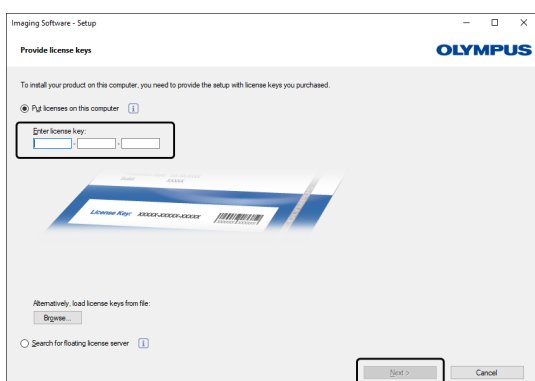 Imaging Software - Setup
Provide license keys
OLYMPUS
To install your product on this computer, you need to provide the setup with license keys you purchased.
Put licenses on this computer
Enter license key:
- -
License Key: XXXXX-XXXXX-XXXXX
Alternatively, load license keys from file:
Browse...
Search for floating license server
Next > Cancel